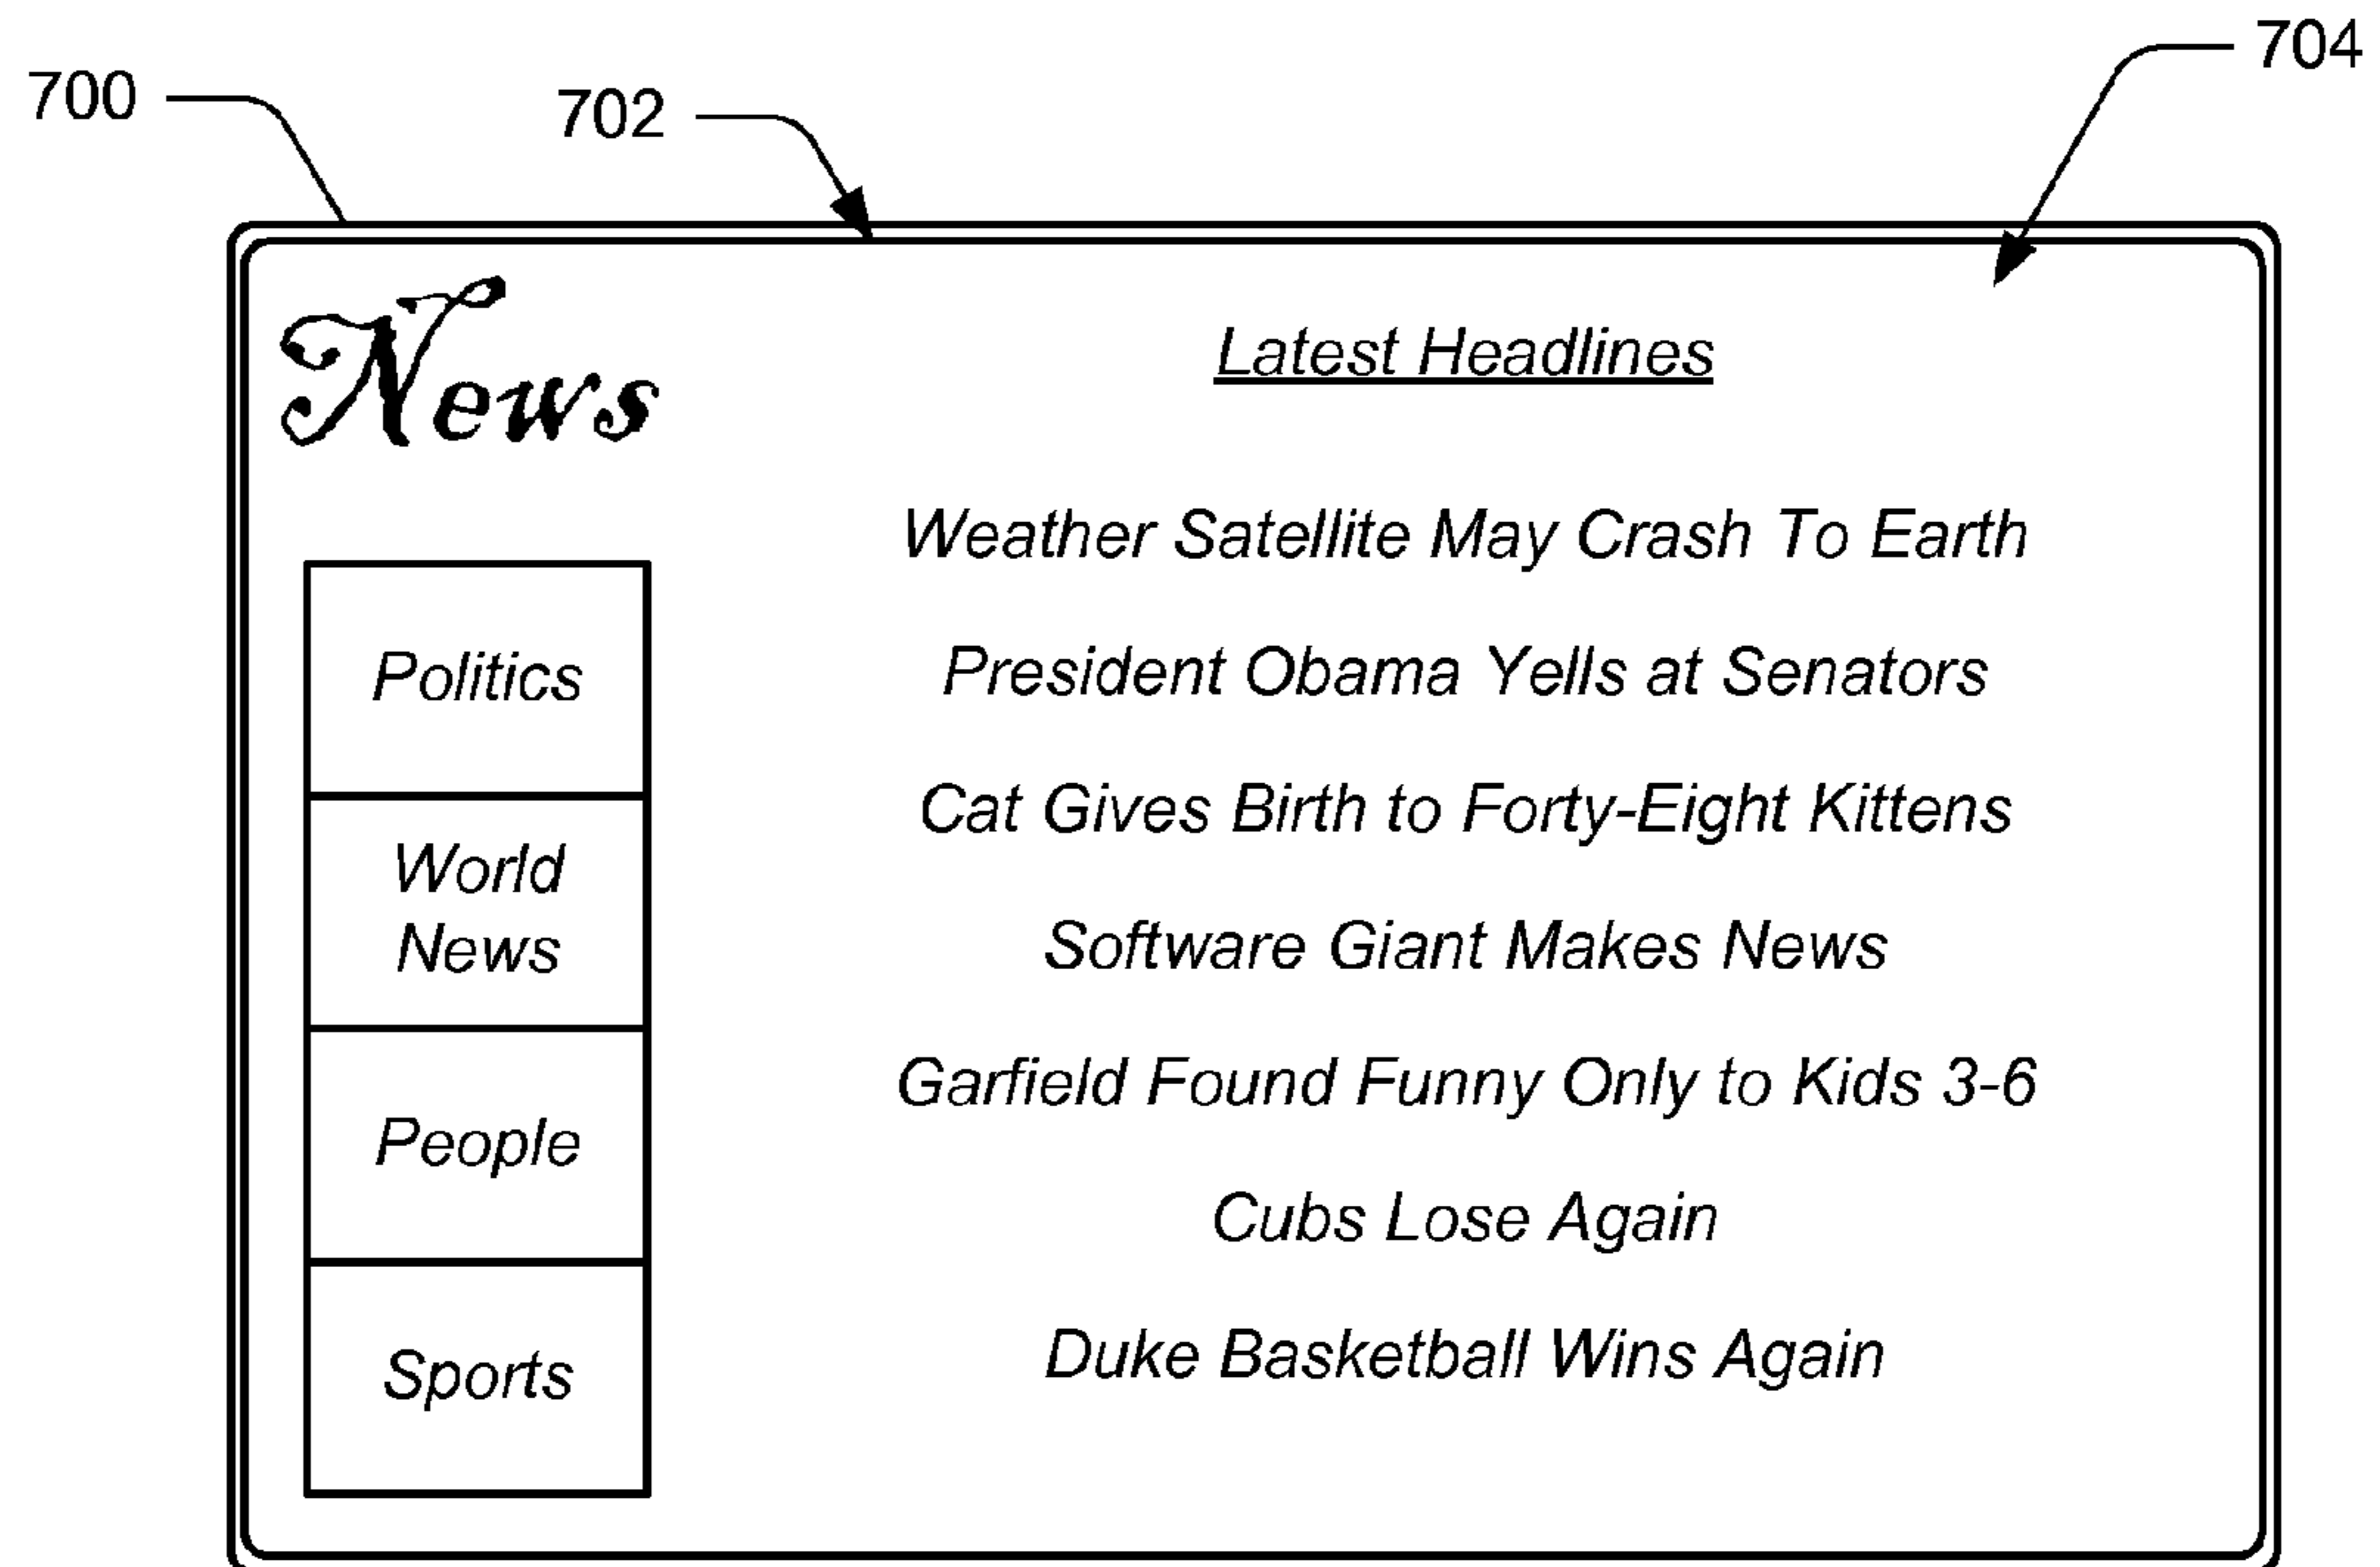 704
700
702
News
Latest Headlines
Weather Satellite May Crash To Earth
President Obama Yells at Senators
Cat Gives Birth to Forty-Eight Kittens
Software Giant Makes News
Garfield Found Funny Only to Kids 3-6
Cubs Lose Again
Duke Basketball Wins Again
Politics
World
News
People
Sports